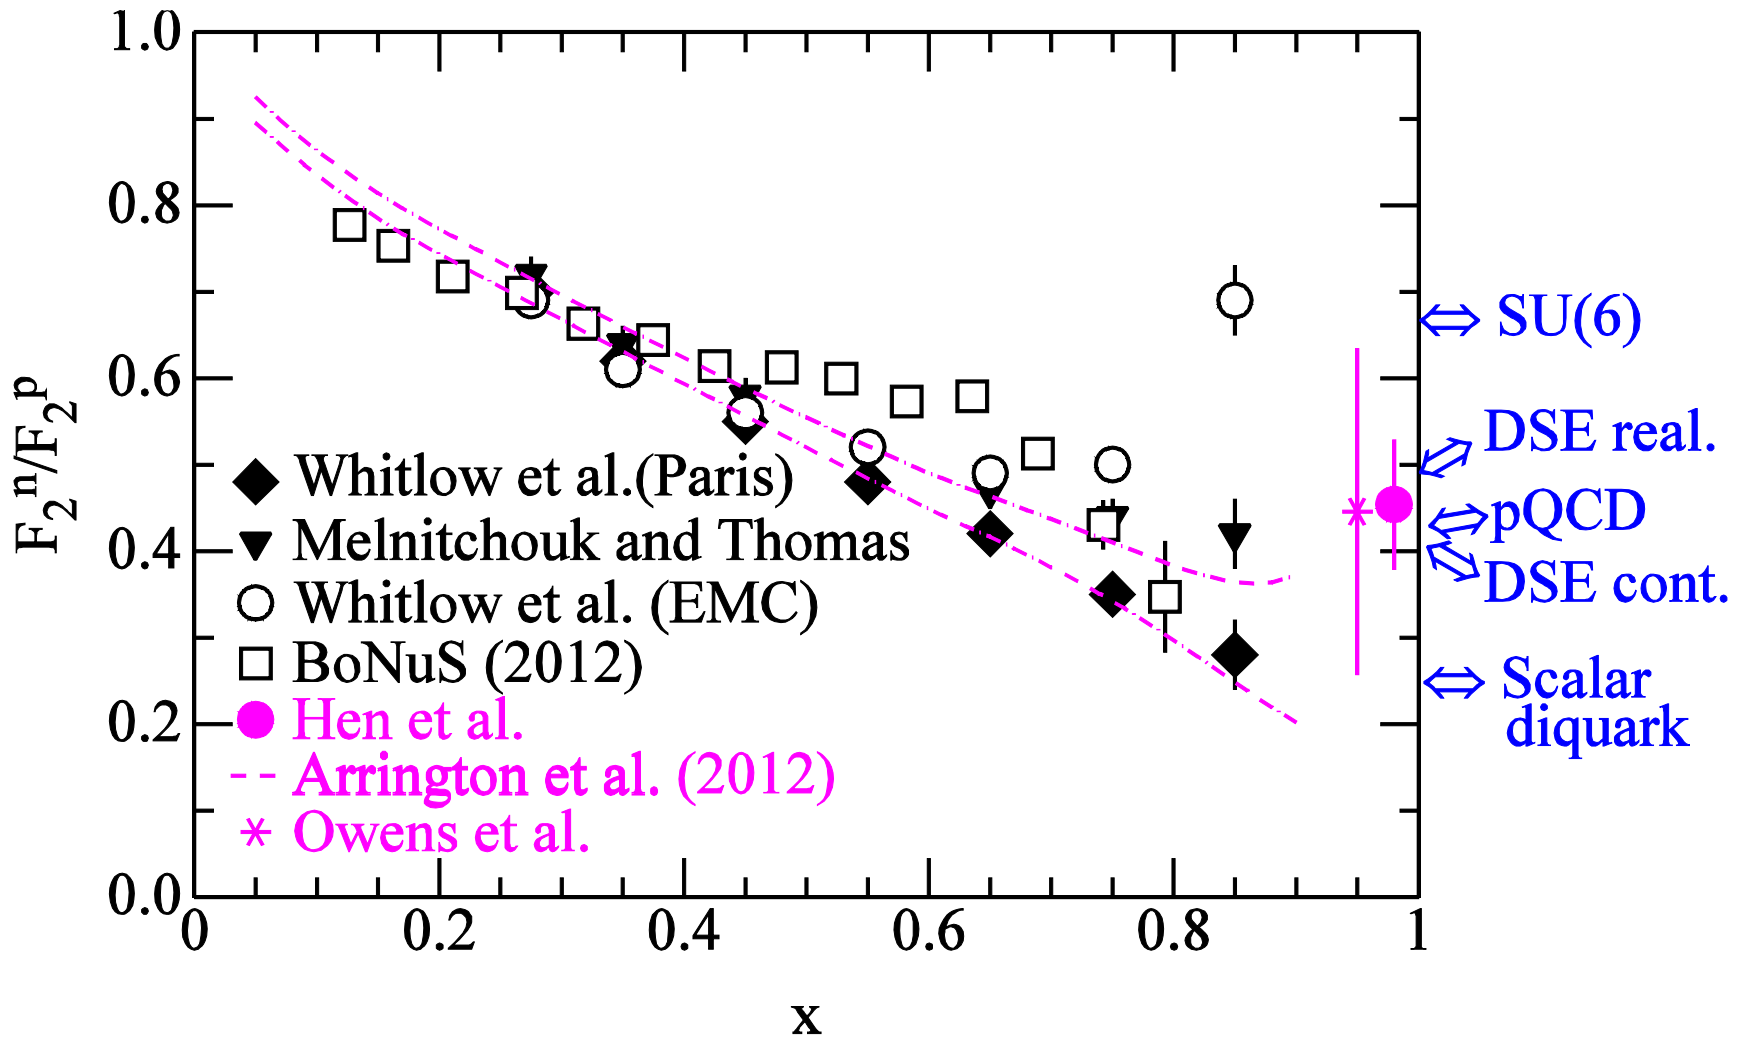 1.0
0.8
0.6
0.4
0.2
0.0
F2n/F2p
0 0.2 0.4 0.6 0.8 1
x
Whitlow et al.(Paris)
Melnitchouk and Thomas
Whitlow et al. (EMC)
BoNuS (2012)
Hen et al.
Arrington et al. (2012)
Owens et al.
SU(6)
DSE real.
pQCD
DSE cont.
Scalar
diquark